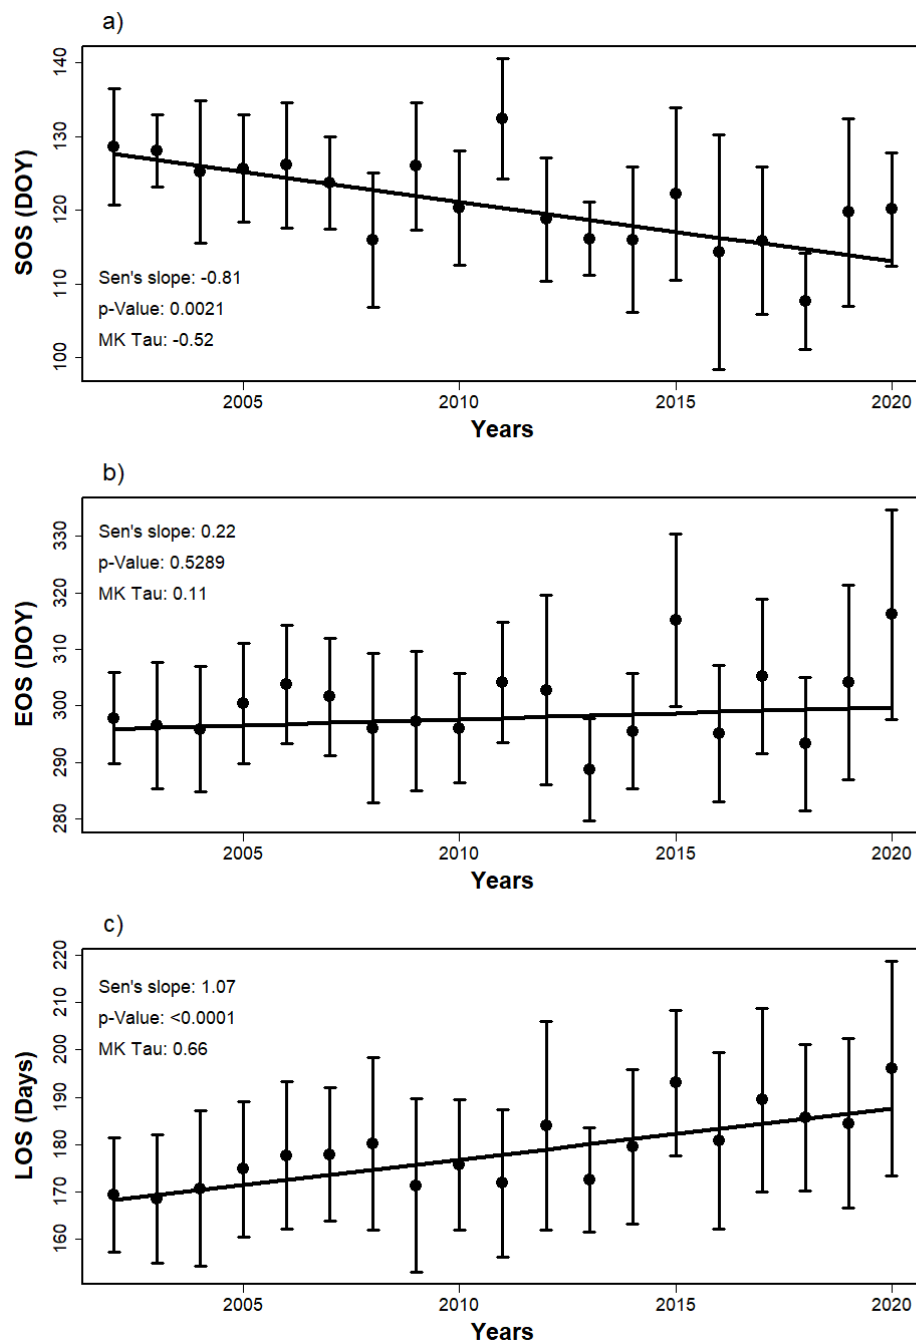 a)
140
130
120
110
100
SOS (DOY)
Sen's slope: -0.81
p-Value: 0.0021
MK Tau: -0.52
2005 2010 2015 2020
Years
b)
330
320
310
300
290
280
EOS (DOY)
Sen's slope: 0.22
p-Value: 0.5289
MK Tau: 0.11
2005 2010 2015 2020
Years
c)
220
210
200
190
180
170
160
LOS (Days)
Sen's slope: 1.07
p-Value: <0.0001
MK Tau: 0.66
2005 2010 2015 2020
Years